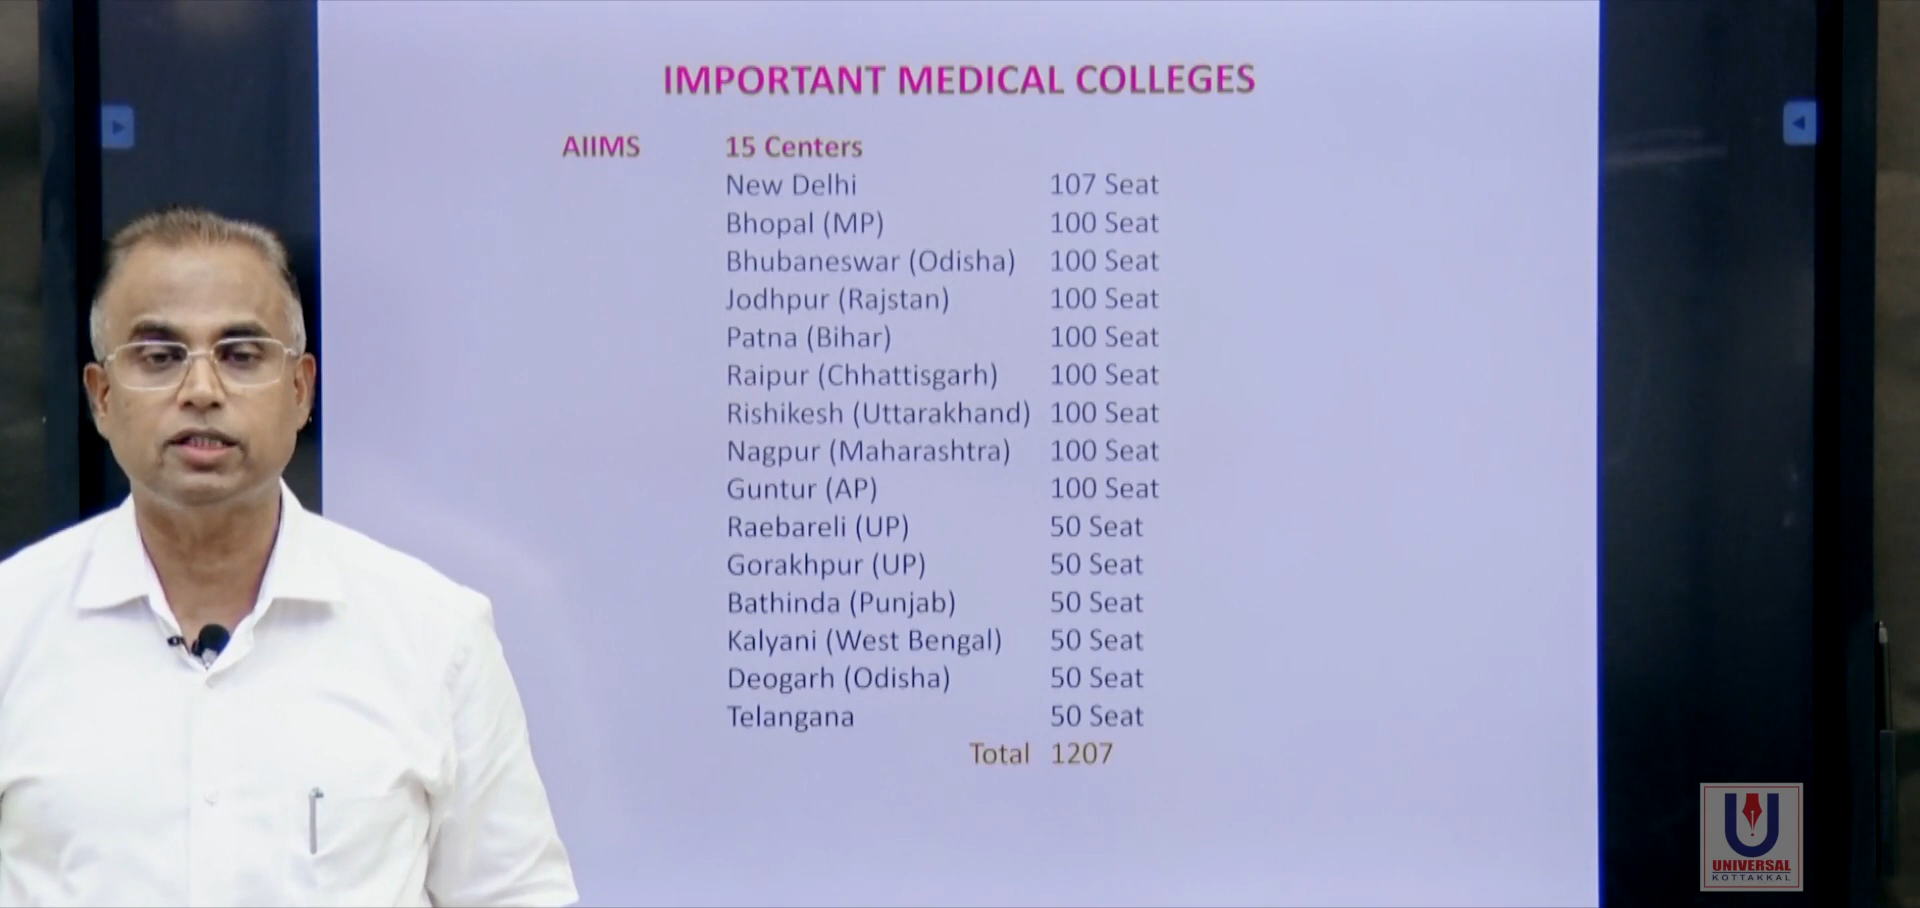 IMPORTANT MEDICAL COLLEGES
AIIMS 15 Centers
New Delhi 107 Seat
Bhopal (MP) 100 Seat
Bhubaneswar (Odisha) 100 Seat
Jodhpur (Rajstan) 100 Seat
Patna (Bihar) 100 Seat
Raipur (Chhattisgarh) 100 Seat
Rishikesh (Uttarakhand) 100 Seat
Nagpur (Maharashtra) 100 Seat
Guntur (AP) 100 Seat
Raebareli (UP) 50 Seat
Gorakhpur (UP) 50 Seat
Bathinda (Punjab) 50 Seat
Kalyani (West Bengal) 50 Seat
Deogarh (Odisha) 50 Seat
Telangana 50 Seat
Total 1207
UNIVERSAL
KOTTAKKAL